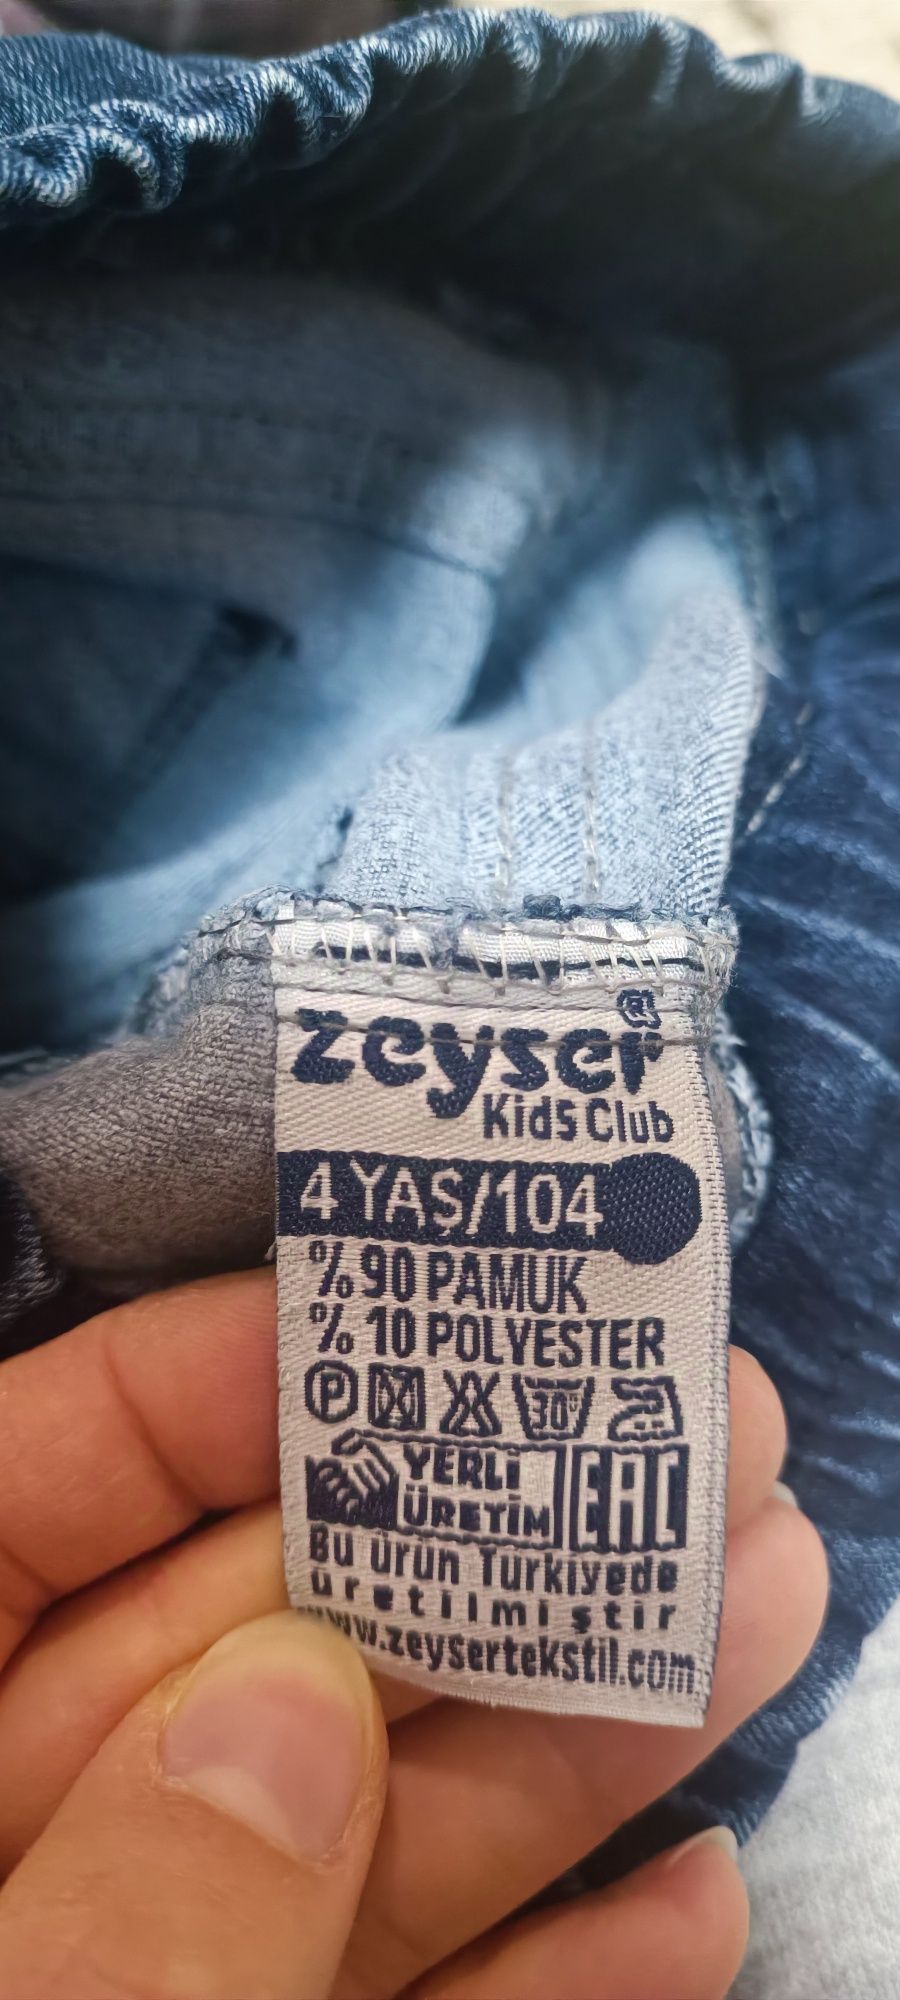 zeyser®
Kids Club
4 YAŞ/104
% 90 PAMUK
% 10 POLYESTER
P 30°
YERLİ
ÜRETİM EAC
Bu ürün Türkiyede
üretilmiştir
www.zeysertekstil.com